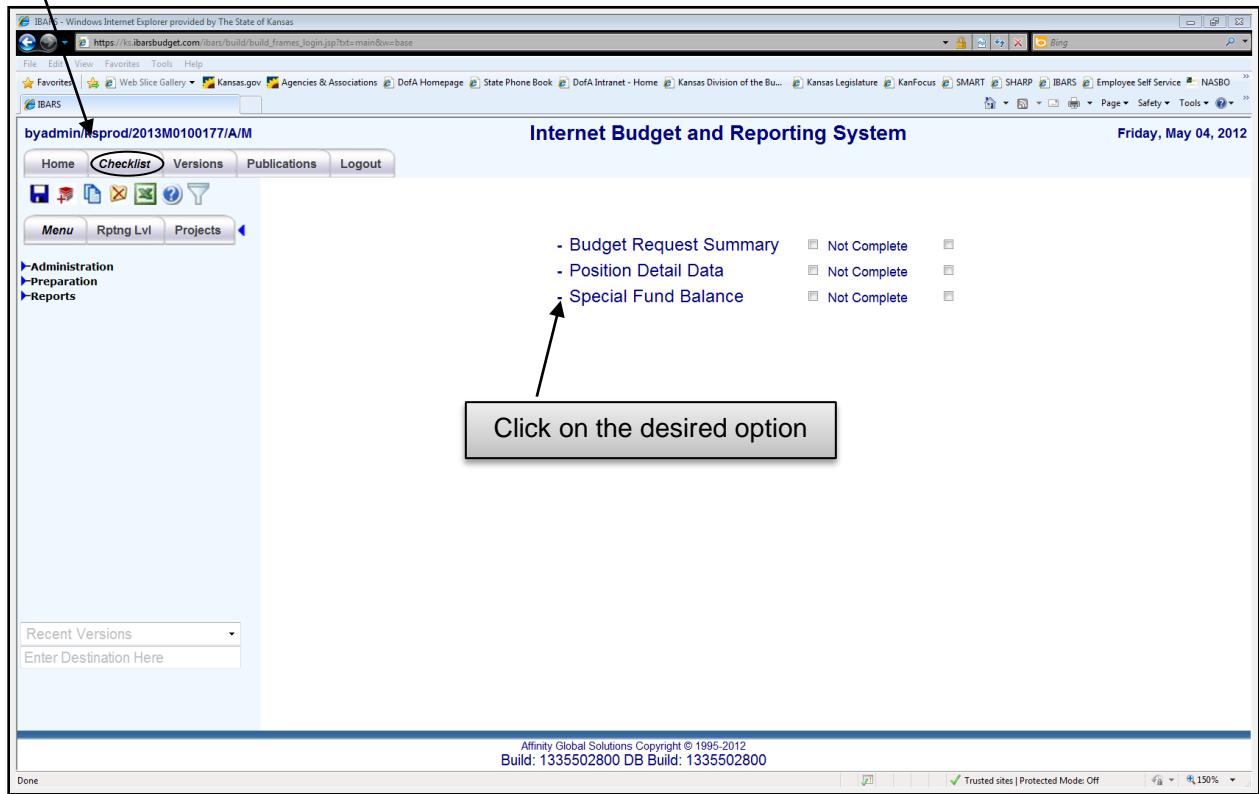 IBARS - Windows Internet Explorer provided by The State of Kansas
https://ks.ibarsbudget.com/ibars/build/build_frames_login.jsp?txt=main&lw=base
Bing
File Edit View Favorites Tools Help
Favorites Web Slice Gallery Kansas.gov Agencies & Associations DofA Homepage State Phone Book DofA Intranet - Home Kansas Division of the Bu... Kansas Legislature KanFocus SMART SHARP IBARS Employee Self Service NASBO
IBARS
Page Safety Tools
byadmin/ksprod/2013M0100177/A/M
Internet Budget and Reporting System
Friday, May 04, 2012
Home Checklist Versions Publications Logout
Menu Rptng Lvl Projects
Administration
Preparation
Reports
- Budget Request Summary Not Complete
- Position Detail Data Not Complete
- Special Fund Balance Not Complete
Click on the desired option
Recent Versions
Enter Destination Here
Affinity Global Solutions Copyright © 1995-2012
Build: 1335502800 DB Build: 1335502800
Done
Trusted sites | Protected Mode: Off
150%